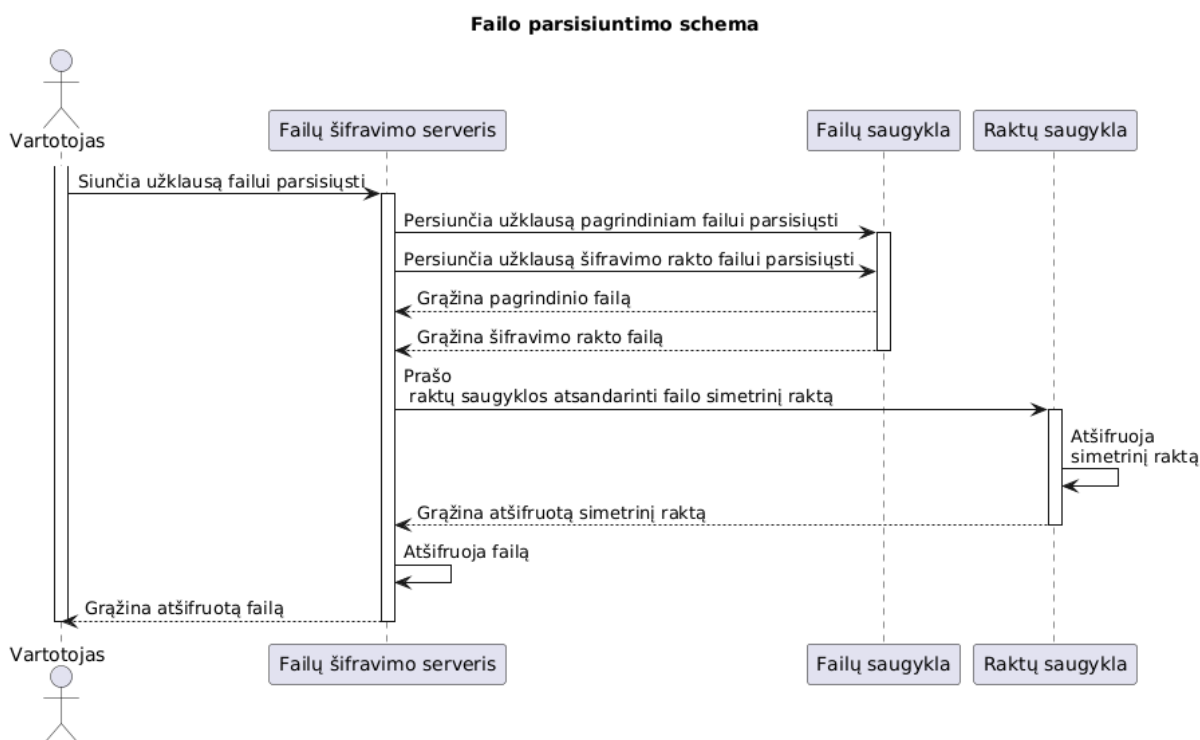 Failo parsisiuntimo schema
Vartotojas
Failų šifravimo serveris
Failų saugykla
Raktų saugykla
Siunčia užklausą failui parsisiųsti
Persiunčia užklausą pagrindiniam failui parsisiųsti
Persiunčia užklausą šifravimo rakto failui parsisiųsti
Grąžina pagrindinio failą
Grąžina šifravimo rakto failą
Prašo
raktų saugyklos atsandarinti failo simetrinį raktą
Atšifruoja
simetrinį raktą
Grąžina atšifruotą simetrinį raktą
Atšifruoja failą
Grąžina atšifruotą failą
Vartotojas
Failų šifravimo serveris
Failų saugykla
Raktų saugykla